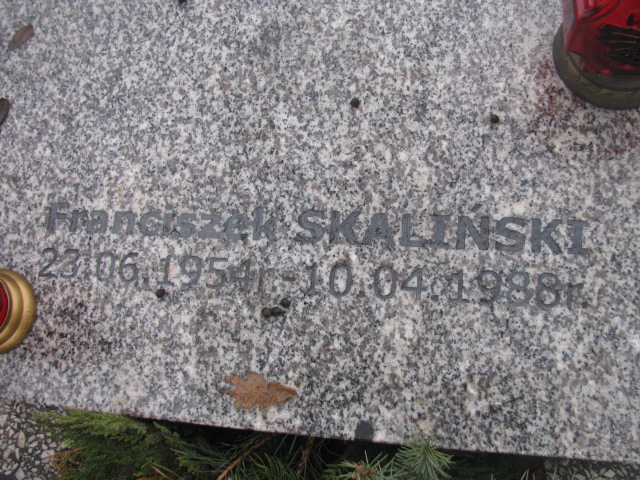 Franciszek SKALIŃSKI
23.06.1954r.-10.04 1988r.